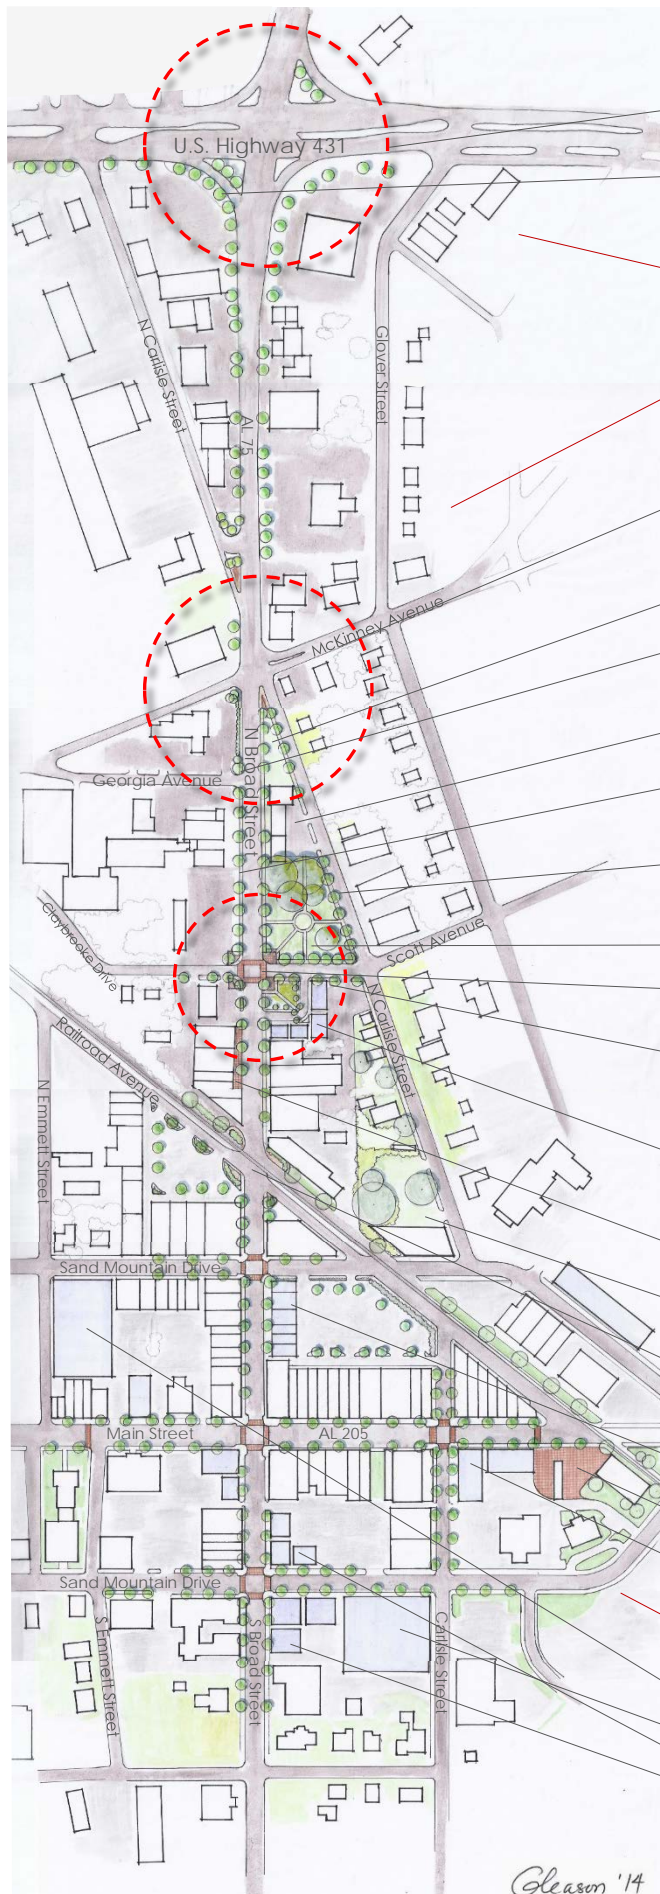 U.S. Highway 431
N Carlisle Street
Glover Street
AL 75
McKinney Avenue
N Broad Street
Georgia Avenue
Claybrooke Drive
Scott Avenue
N Carlisle Street
Railroad Avenue
N Emmett Street
Sand Mountain Drive
Main Street
AL 205
Sand Mountain Drive
S Emmett Street
S Broad Street
Carlisle Street
Gleason '14